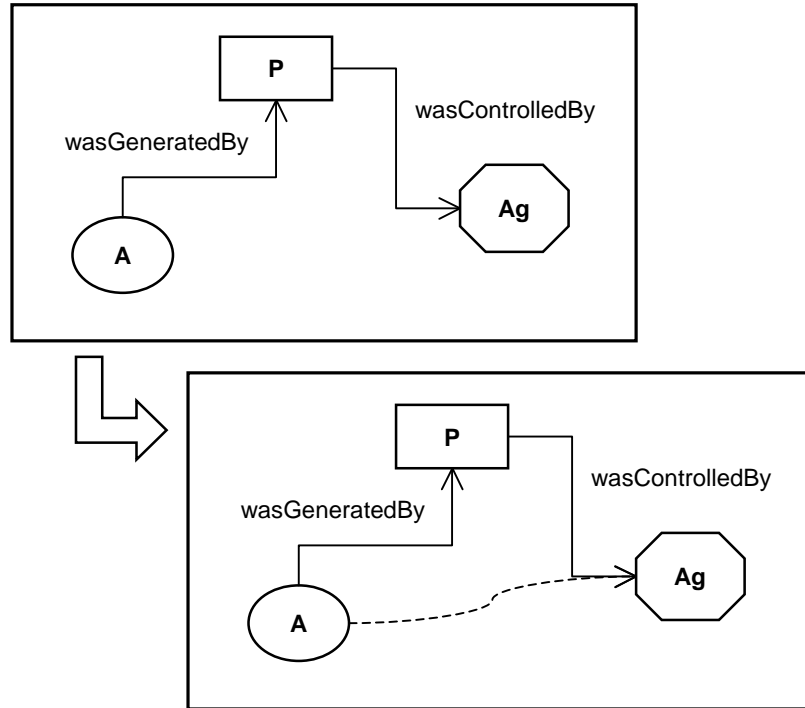 P
wasControlledBy
wasGeneratedBy
Ag
A
P
wasControlledBy
wasGeneratedBy
Ag
A